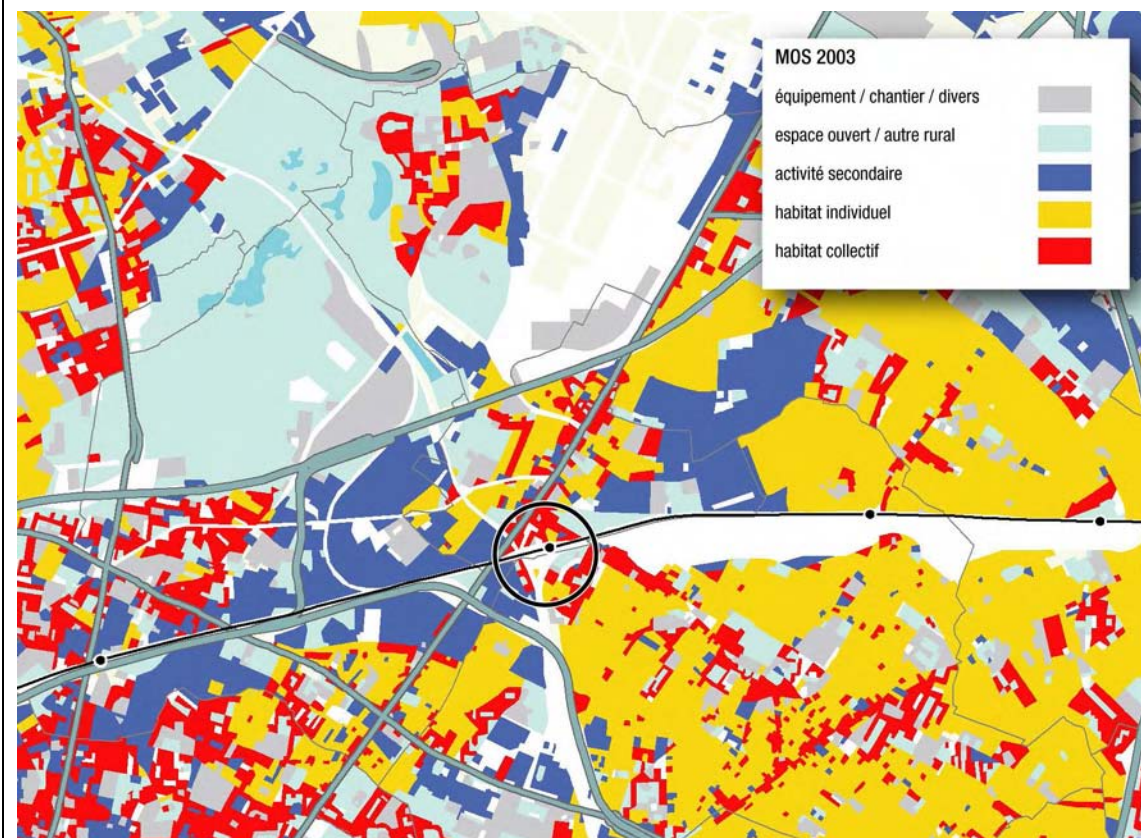 MOS 2003
équipement / chantier / divers
espace ouvert / autre rural
activité secondaire
habitat individuel
habitat collectif